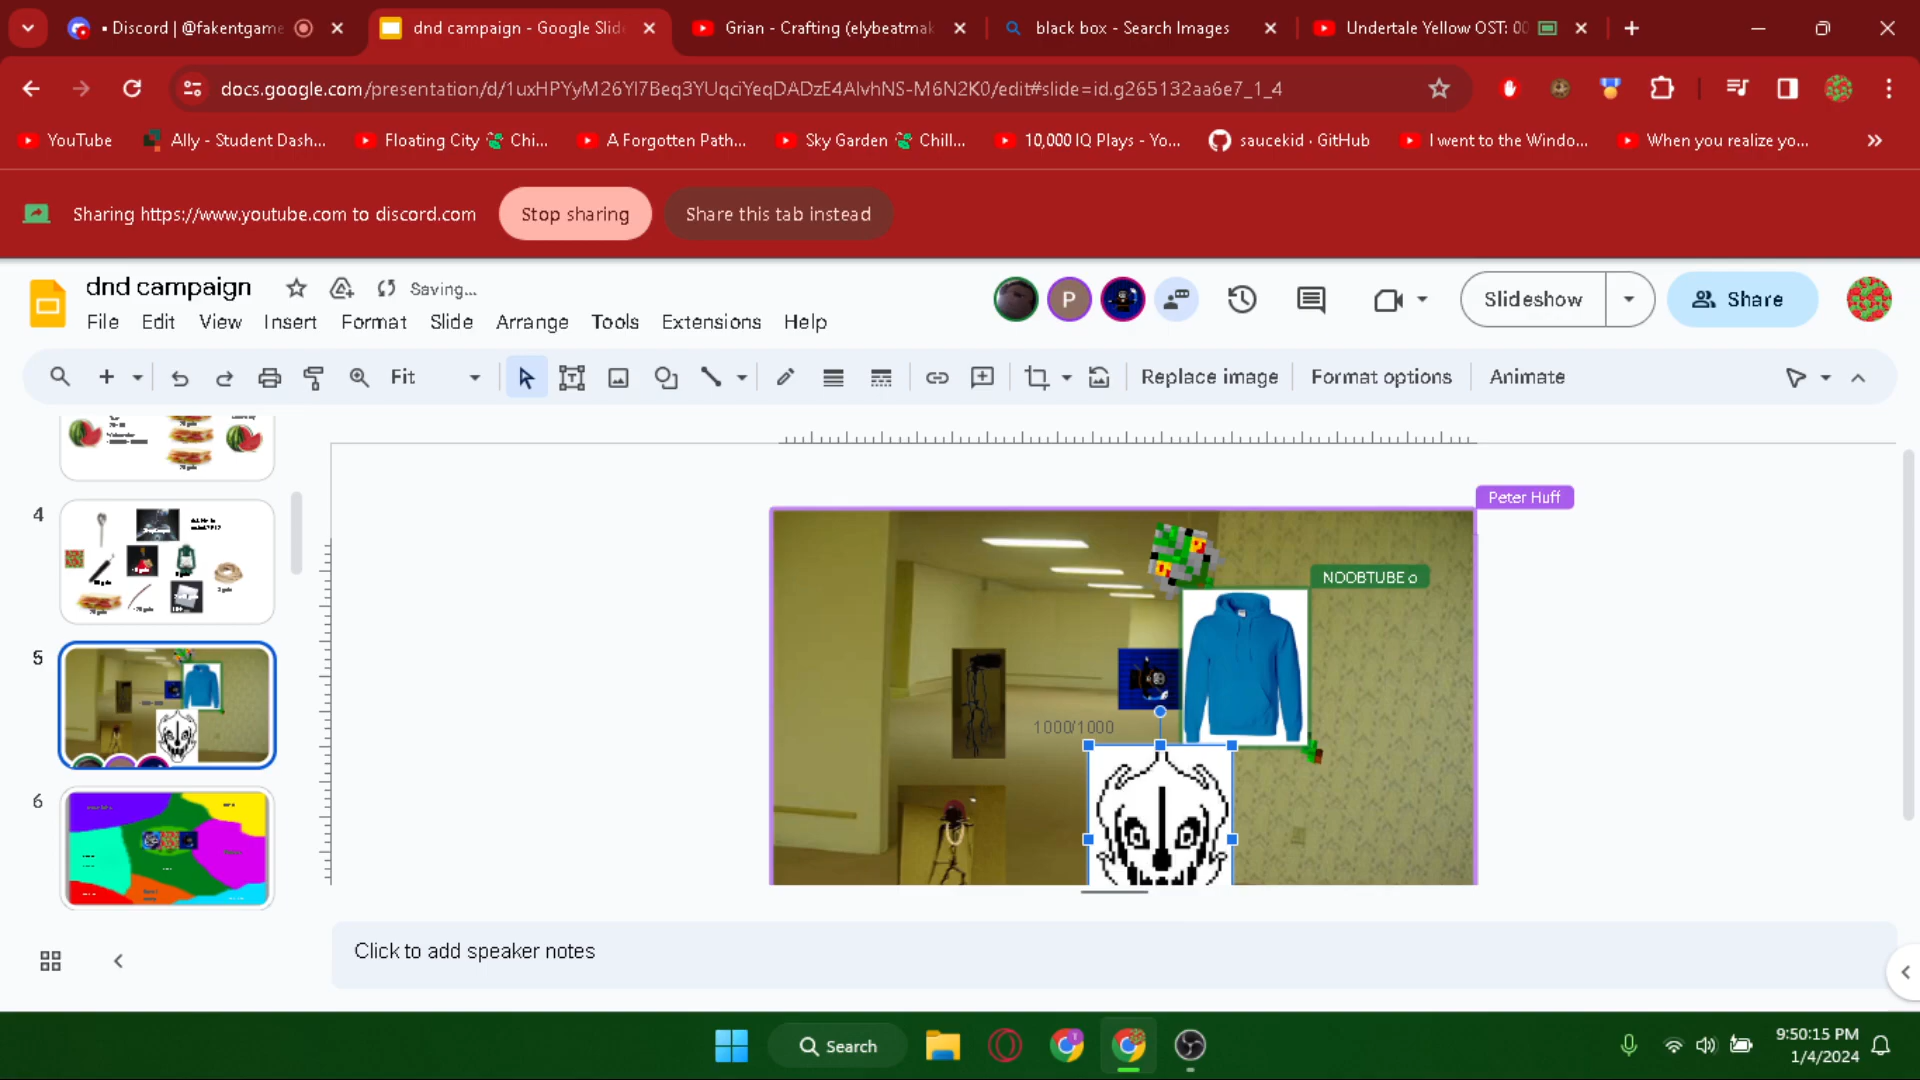 ▪ Discord | @fakentgame
dnd campaign - Google Slide
Grian - Crafting (elybeatmak
black box - Search Images
Undertale Yellow OST: 00
docs.google.com/presentation/d/1uxHPYyM26Yl7Beq3YUqciYeqDADzE4AlvhNS-M6N2K0/edit#slide=id.g265132aa6e7_1_4
YouTube
Ally - Student Dash...
Floating City Chi...
A Forgotten Path...
Sky Garden Chill...
10,000 IQ Plays - Yo...
saucekid · GitHub
I went to the Windo...
When you realize yo...
Sharing https://www.youtube.com to discord.com
Stop sharing
Share this tab instead
dnd campaign
Saving...
P
Slideshow
Share
File Edit View Insert Format Slide Arrange Tools Extensions Help
Fit
Replace image
Format options
Animate
4
5
6
Peter Huff
NOOBTUBE o
1000/1000
Click to add speaker notes
Search
9:50:15 PM
1/4/2024